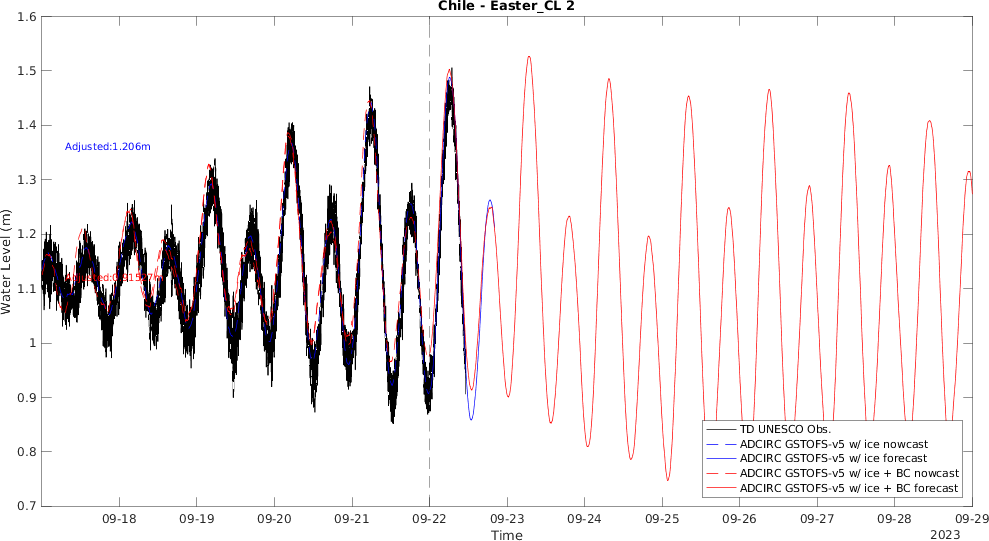 Chile - Easter_CL 2
1.6
1.5
1.4
1.3
1.2
1.1
1
0.9
0.8
0.7
Water Level (m)
Adjusted:1.206m
TD UNESCO Obs.
ADCIRC GSTOFS-v5 w/ ice nowcast
ADCIRC GSTOFS-v5 w/ ice forecast
ADCIRC GSTOFS-v5 w/ ice + BC nowcast
ADCIRC GSTOFS-v5 w/ ice + BC forecast
09-18
09-19
09-20
09-21
09-22
09-23
09-24
09-25
09-26
09-27
09-28
09-29
Time
2023